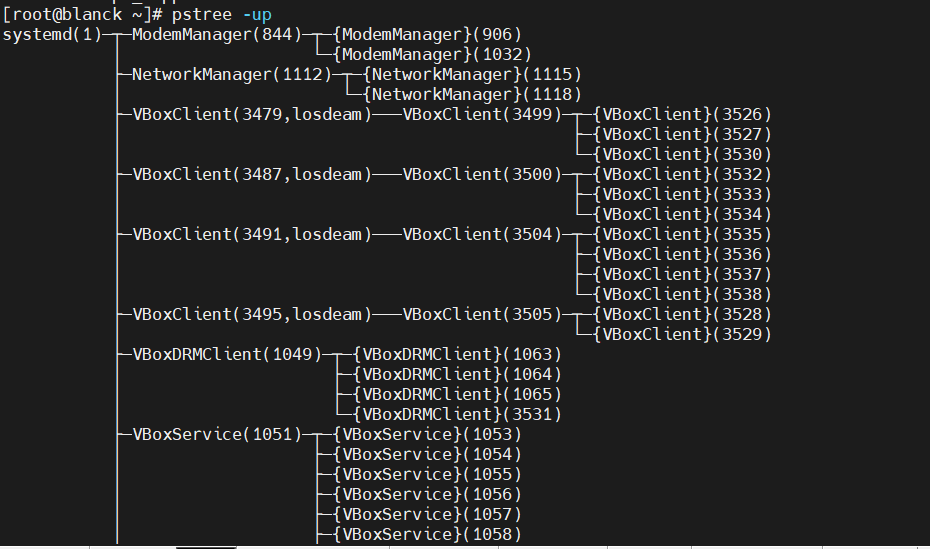 [root@blanck ~]# pstree -up
systemd(1)─┬─ModemManager(844)─┬─{ModemManager}(906)
           │                   └─{ModemManager}(1032)
           ├─NetworkManager(1112)─┬─{NetworkManager}(1115)
           │                      └─{NetworkManager}(1118)
           ├─VBoxClient(3479,losdeam)───VBoxClient(3499)─┬─{VBoxClient}(3526)
           │                                             ├─{VBoxClient}(3527)
           │                                             └─{VBoxClient}(3530)
           ├─VBoxClient(3487,losdeam)───VBoxClient(3500)─┬─{VBoxClient}(3532)
           │                                             ├─{VBoxClient}(3533)
           │                                             └─{VBoxClient}(3534)
           ├─VBoxClient(3491,losdeam)───VBoxClient(3504)─┬─{VBoxClient}(3535)
           │                                             ├─{VBoxClient}(3536)
           │                                             ├─{VBoxClient}(3537)
           │                                             └─{VBoxClient}(3538)
           ├─VBoxClient(3495,losdeam)───VBoxClient(3505)─┬─{VBoxClient}(3528)
           │                                             └─{VBoxClient}(3529)
           ├─VBoxDRMClient(1049)─┬─{VBoxDRMClient}(1063)
           │                     ├─{VBoxDRMClient}(1064)
           │                     ├─{VBoxDRMClient}(1065)
           │                     └─{VBoxDRMClient}(3531)
           ├─VBoxService(1051)─┬─{VBoxService}(1053)
           │                   ├─{VBoxService}(1054)
           │                   ├─{VBoxService}(1055)
           │                   ├─{VBoxService}(1056)
           │                   ├─{VBoxService}(1057)
           │                   ├─{VBoxService}(1058)